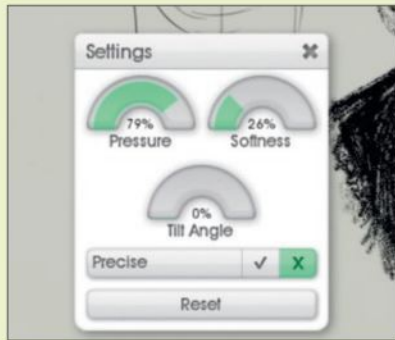 Settings
79% 26%
Pressure Softness
0%
Tilt Angle
Precise
Reset